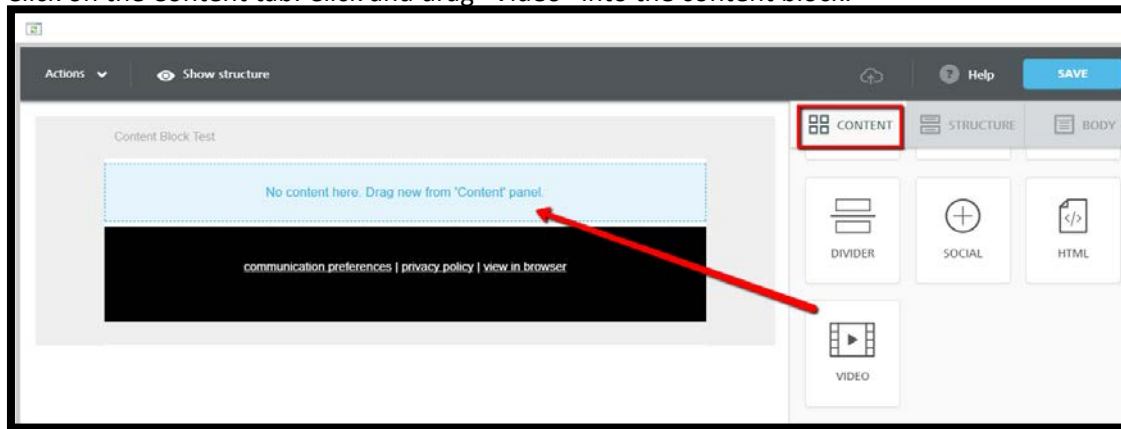 Click on the Content tab. Click and drag "Video" into the content block.
Actions Show structure Help SAVE
Content Block Test
CONTENT STRUCTURE BODY
No content here. Drag new from 'Content' panel.
DIVIDER SOCIAL HTML
communication preferences | privacy policy | view in browser
VIDEO